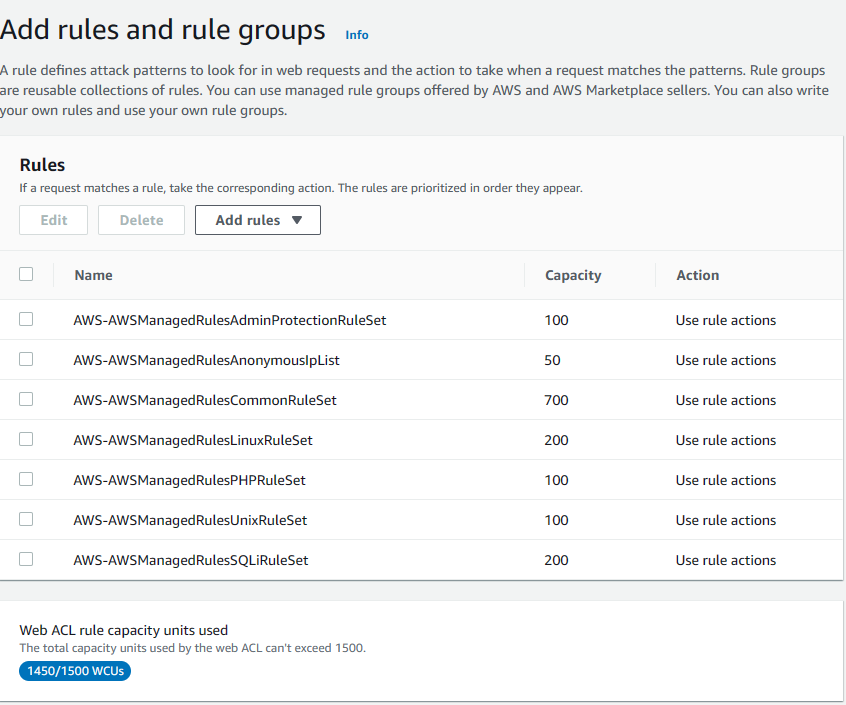 Add rules and rule groups Info
A rule defines attack patterns to look for in web requests and the action to take when a request matches the patterns. Rule groups
are reusable collections of rules. You can use managed rule groups offered by AWS and AWS Marketplace sellers. You can also write
your own rules and use your own rule groups.
Rules
If a request matches a rule, take the corresponding action. The rules are prioritized in order they appear.
Edit Delete Add rules
Name Capacity Action
AWS-AWSManagedRulesAdminProtectionRuleSet 100 Use rule actions
AWS-AWSManagedRulesAnonymousIpList 50 Use rule actions
AWS-AWSManagedRulesCommonRuleSet 700 Use rule actions
AWS-AWSManagedRulesLinuxRuleSet 200 Use rule actions
AWS-AWSManagedRulesPHPRuleSet 100 Use rule actions
AWS-AWSManagedRulesUnixRuleSet 100 Use rule actions
AWS-AWSManagedRulesSQLiRuleSet 200 Use rule actions
Web ACL rule capacity units used
The total capacity units used by the web ACL can't exceed 1500.
1450/1500 WCUs